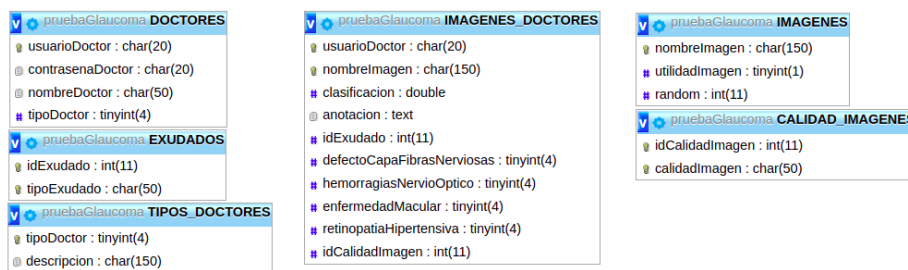 pruebaGlaucoma DOCTORES
usuarioDoctor : char(20)
contrasenaDoctor : char(20)
nombreDoctor : char(50)
tipoDoctor : tinyint(4)
pruebaGlaucoma EXUDADOS
idExudado : int(11)
tipoExudado : char(50)
pruebaGlaucoma TIPOS_DOCTORES
tipoDoctor : tinyint(4)
descripcion : char(150)
pruebaGlaucoma IMAGENES_DOCTORES
usuarioDoctor : char(20)
nombreImagen : char(150)
clasificacion : double
anotacion : text
idExudado : int(11)
defectoCapaFibrasNerviosas : tinyint(4)
hemorragiasNervioOptico : tinyint(4)
enfermedadMacular : tinyint(4)
retinopatiaHipertensiva : tinyint(4)
idCalidadImagen : int(11)
pruebaGlaucoma IMAGENES
nombreImagen : char(150)
utilidadImagen : tinyint(1)
random : int(11)
pruebaGlaucoma CALIDAD_IMAGENES
idCalidadImagen : int(11)
calidadImagen : char(50)